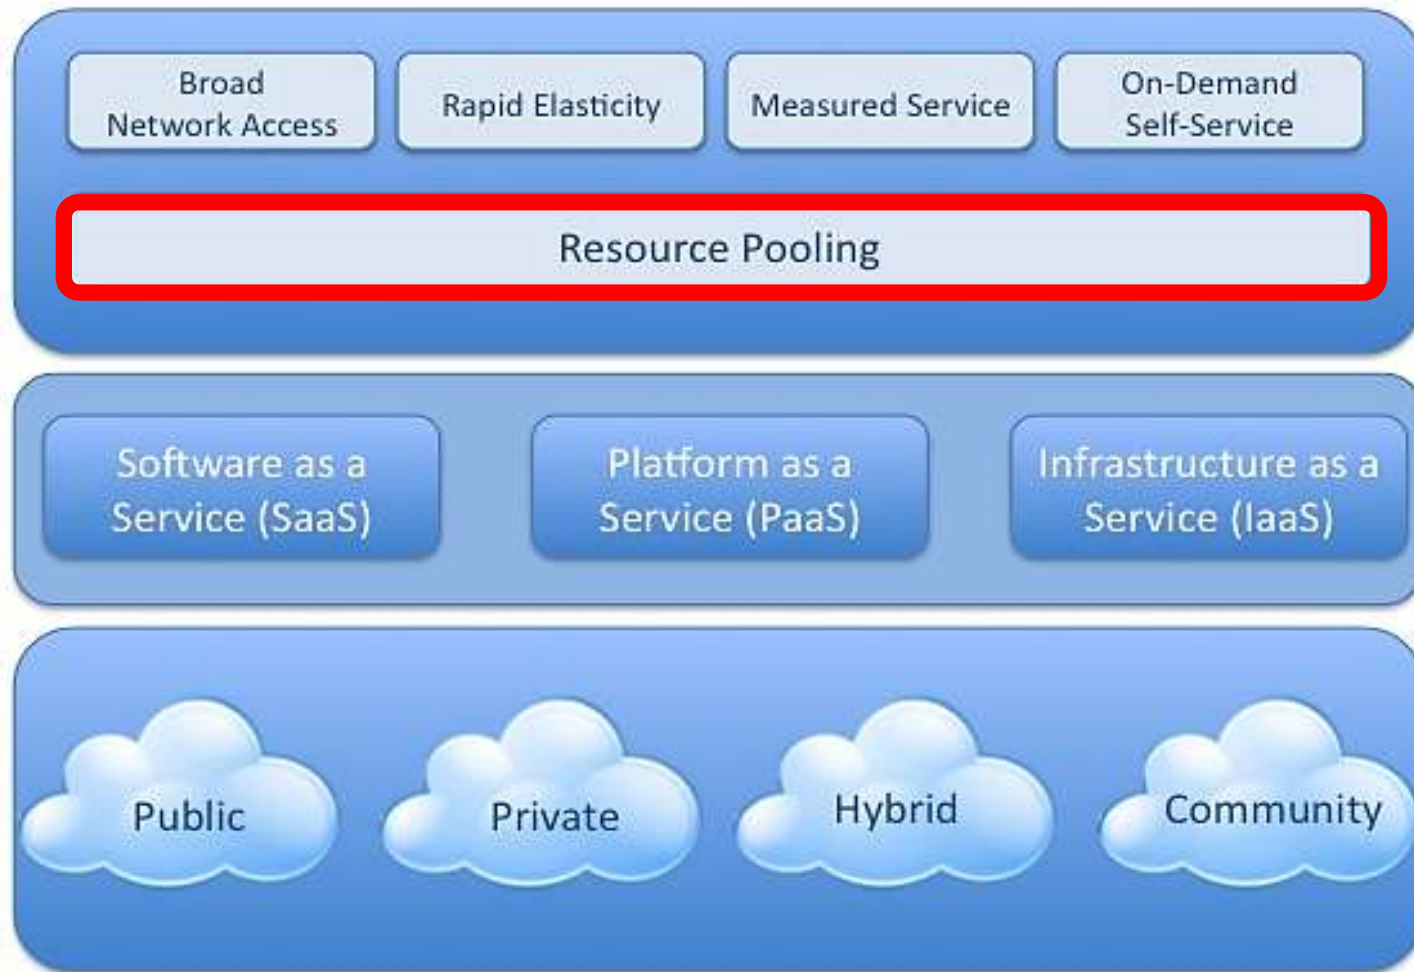 Broad
Network Access
Rapid Elasticity
Measured Service
On-Demand
Self-Service
Resource Pooling
Software as a
Service (SaaS)
Platform as a
Service (PaaS)
Infrastructure as a
Service (IaaS)
Public
Private
Hybrid
Community